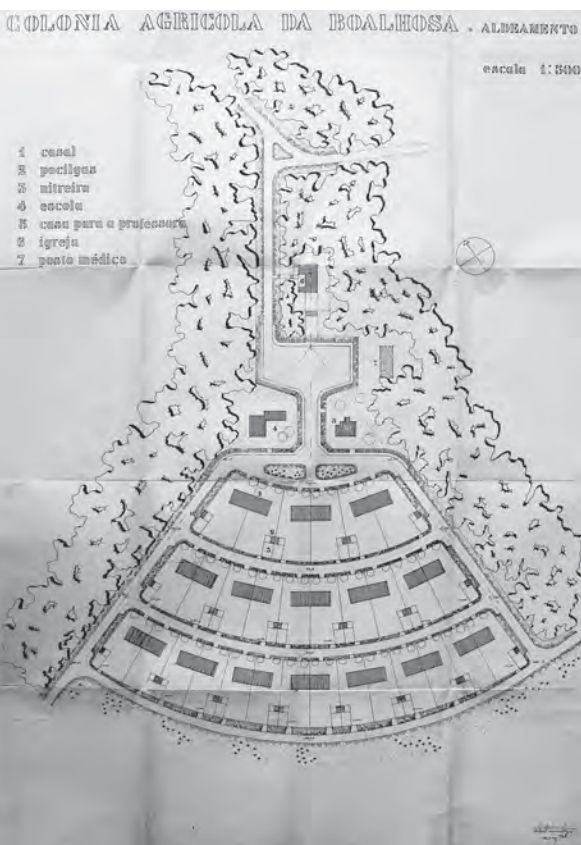 COLONIA AGRICOLA DA BOALHOSA - ALDEAMENTO
escala 1:500
1 casal
2 pocilgas
3 nitreira
4 escola
5 casa para a professora
6 igreja
7 posto médico